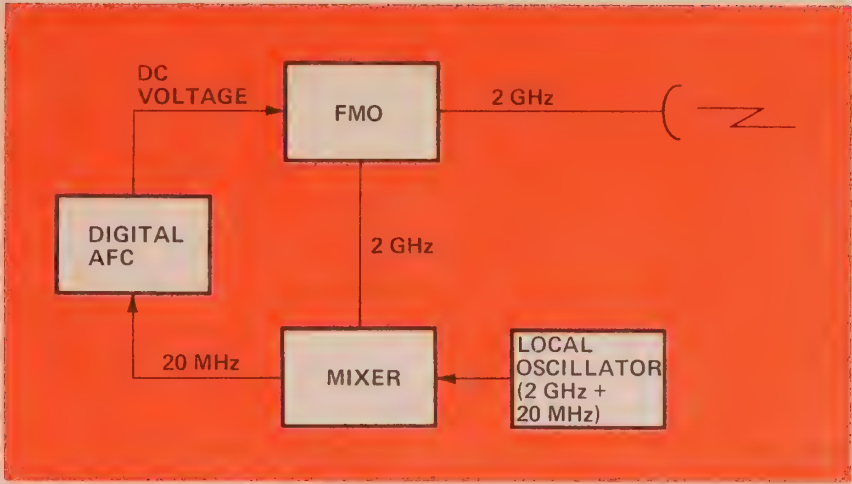 DC
VOLTAGE
FMO
2 GHz
DIGITAL
AFC
2 GHz
20 MHz
MIXER
LOCAL
OSCILLATOR
(2 GHz +
20 MHz)